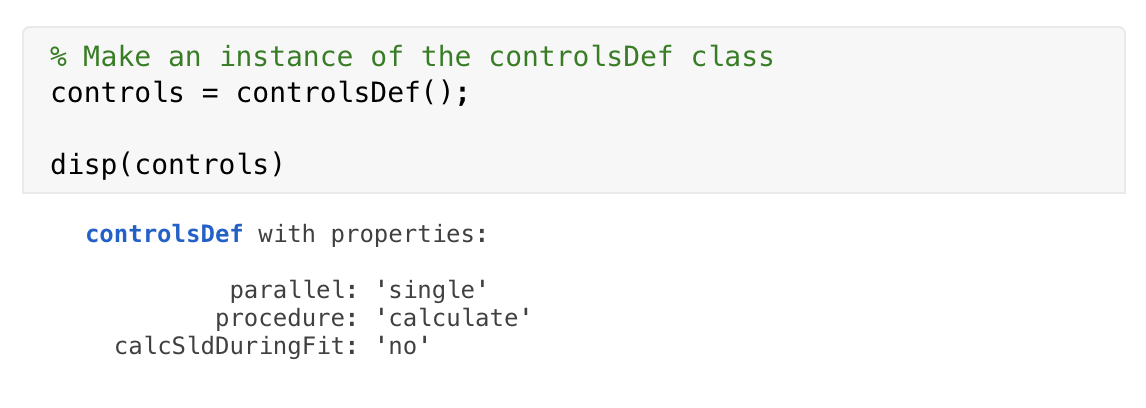 % Make an instance of the controlsDef class
controls = controlsDef();
disp(controls)
controlsDef with properties:
parallel: 'single'
procedure: 'calculate'
calcSldDuringFit: 'no'